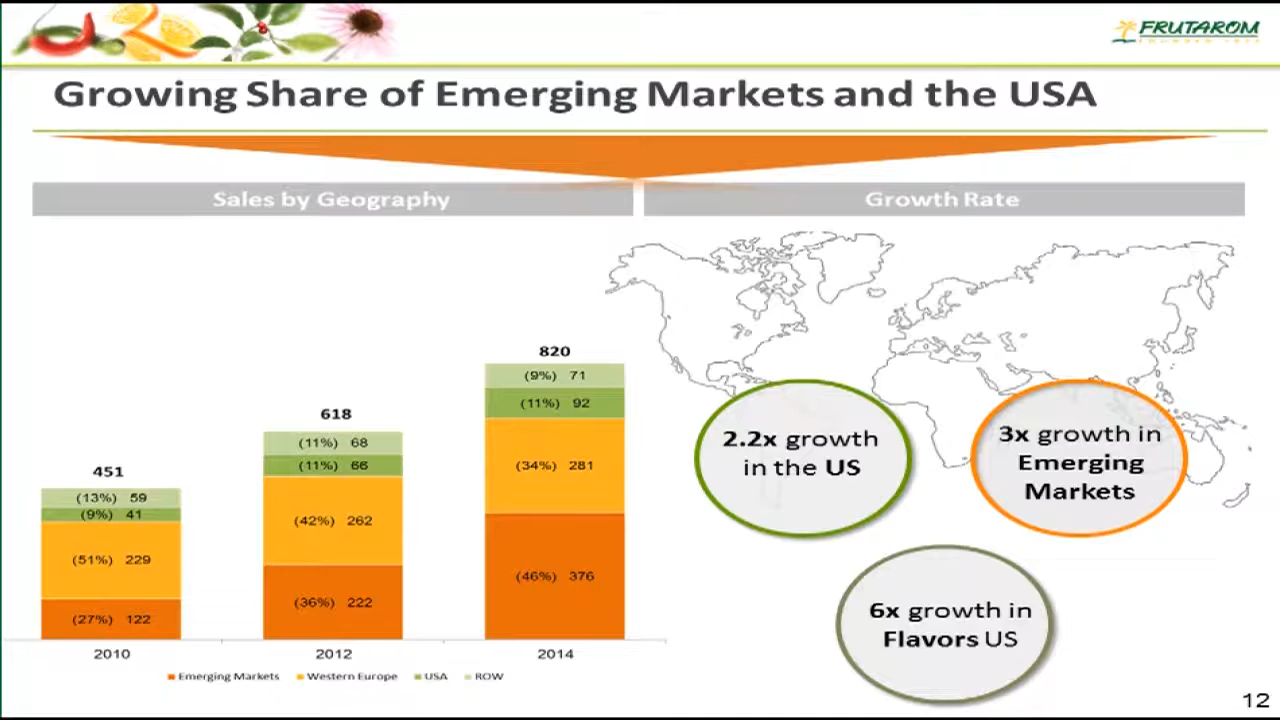 FRUTAROM
Growing Share of Emerging Markets and the USA
Sales by Geography
Growth Rate
820
(9%) 71
(11%) 92
(34%) 281
(46%) 376
618
(11%) 68
(11%) 66
(42%) 262
(36%) 222
451
(13%) 59
(9%) 41
(51%) 229
(27%) 122
2010
2012
2014
Emerging Markets
Western Europe
USA
ROW
2.2x growth
in the US
3x growth in
Emerging
Markets
6x growth in
Flavors US
12